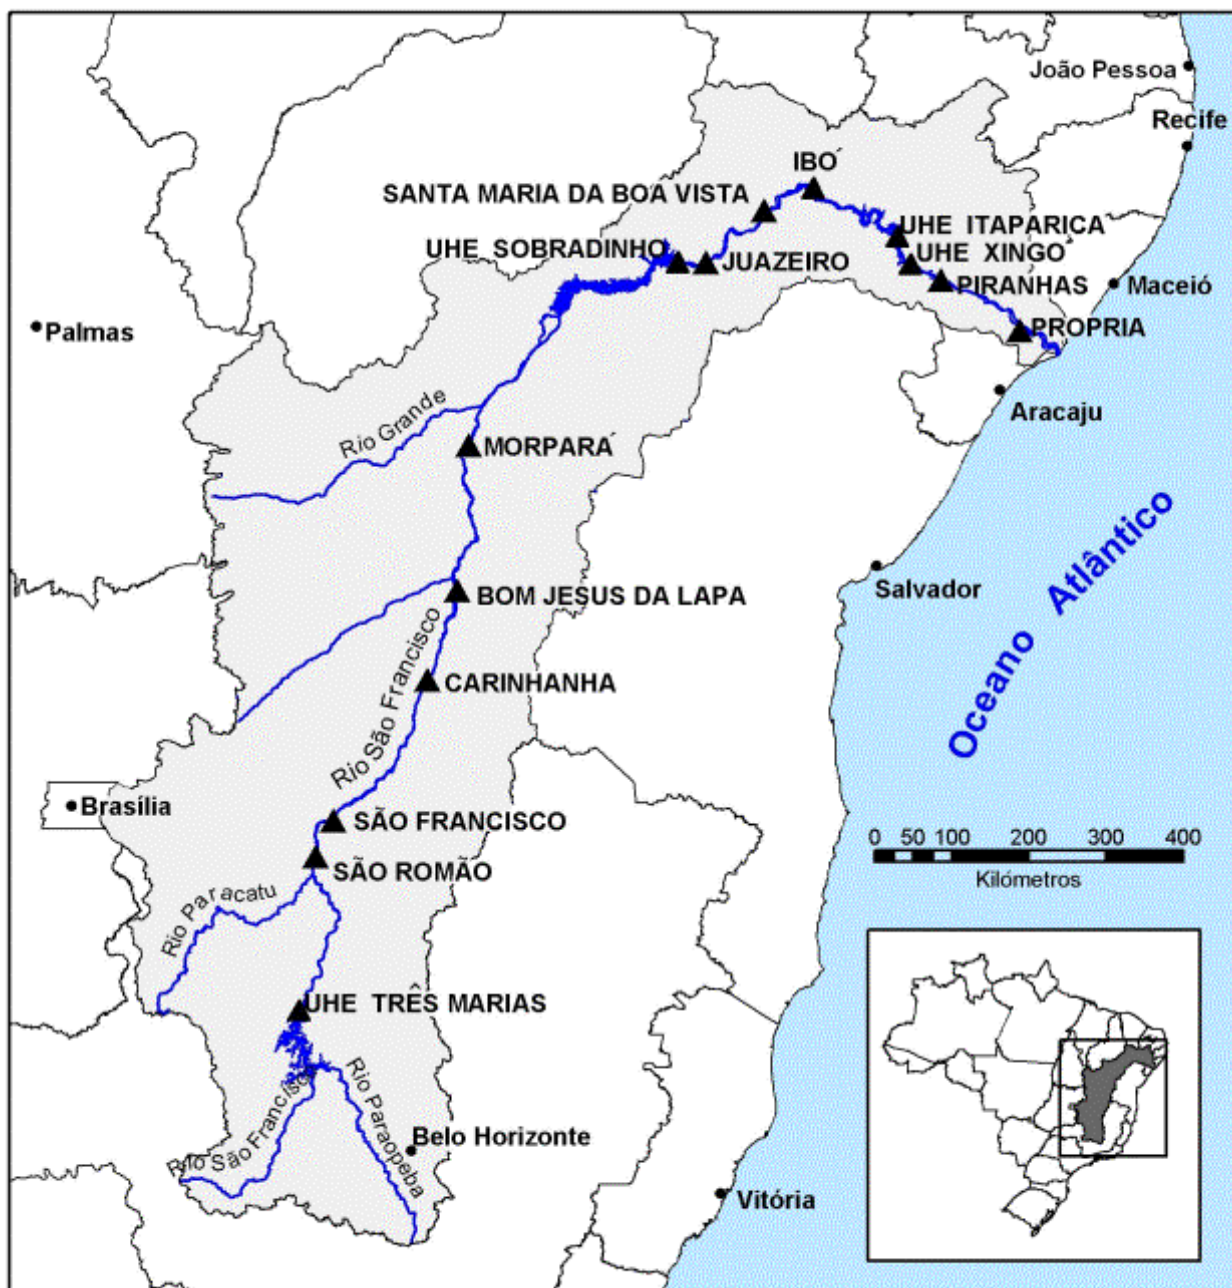 João Pessoa
Recife
IBÓ
SANTA MARIA DA BOA VISTA
UHE ITAPARICA
UHE SOBRADINHO
JUAZEIRO
UHE XINGÓ
PIRANHAS
Maceió
Palmas
PROPRIA
Aracaju
Rio Grande
MORPARÁ
Oceano Atlântico
Salvador
BOM JESUS DA LAPA
Rio São Francisco
CARINHANHA
Brasília
SÃO FRANCISCO
0 50 100 200 300 400
Kilómetros
SÃO ROMÃO
Rio Paracatu
UHE TRÊS MARIAS
Rio São Francisco
Rio Paraopeba
Belo Horizonte
Vitória